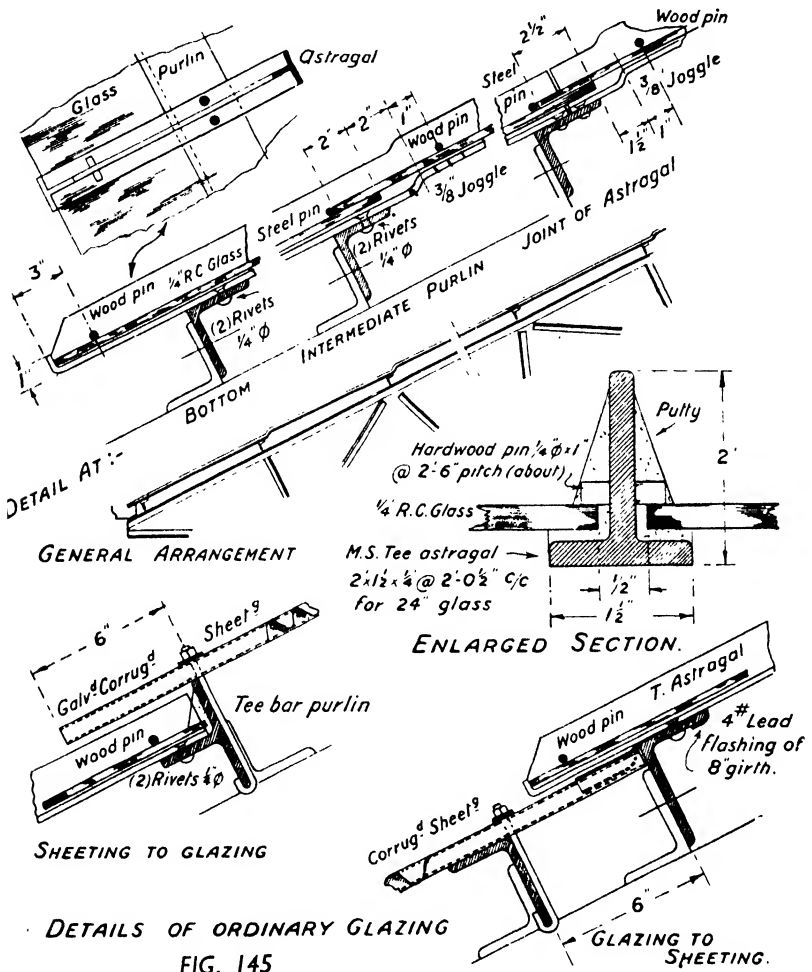 Glass
Purlin
Astragal
Wood pin
2½"
Steel
pin
3/8 Joggle
1½"
1"
2"
2"
1"
Wood pin
3/8" Joggle
Steel pin
(2) Rivets
¼" Φ
3"
Wood pin ¼" R.C. Glass
(2) Rivets
¼" Φ
1"
DETAIL AT :-
BOTTOM
INTERMEDIATE PURLIN
JOINT OF ASTRAGAL
GENERAL ARRANGEMENT
Putty
2"
Hardwood pin ¼" Φ x 1"
@ 2'-6" pitch (about)
¼" R.C. Glass
M.S. Tee astragal
2" x 1½" x ¼" @ 2'-0½" c/c
for 24" glass
½"
1½"
ENLARGED SECTION.
6"
Galvᵈ Corrugᵈ Sheetᵍ
Tee bar purlin
Wood pin
(2) Rivets ¼" Φ
SHEETING TO GLAZING
T. Astragal
Wood pin
4# Lead
flashing of
8" girth.
Corrugᵈ Sheetᵍ
6"
GLAZING TO
SHEETING.
DETAILS OF ORDINARY GLAZING
FIG. 145